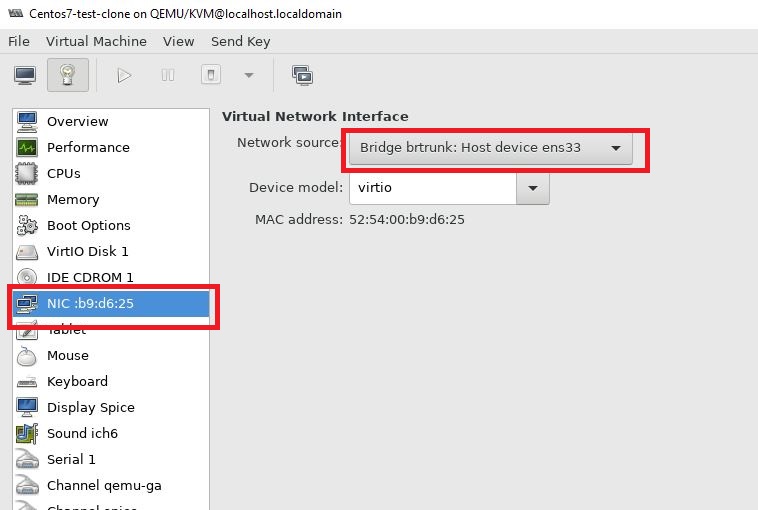 Centos7-test-clone on QEMU/KVM@localhost.localdomain
File Virtual Machine View Send Key
Overview
Performance
CPUs
Memory
Boot Options
VirtIO Disk 1
IDE CDROM 1
NIC :b9:d6:25
Tablet
Mouse
Keyboard
Display Spice
Sound ich6
Serial 1
Channel qemu-ga
Channel spice
Virtual Network Interface
Network source: Bridge brtrunk: Host device ens33
Device model: virtio
MAC address: 52:54:00:b9:d6:25